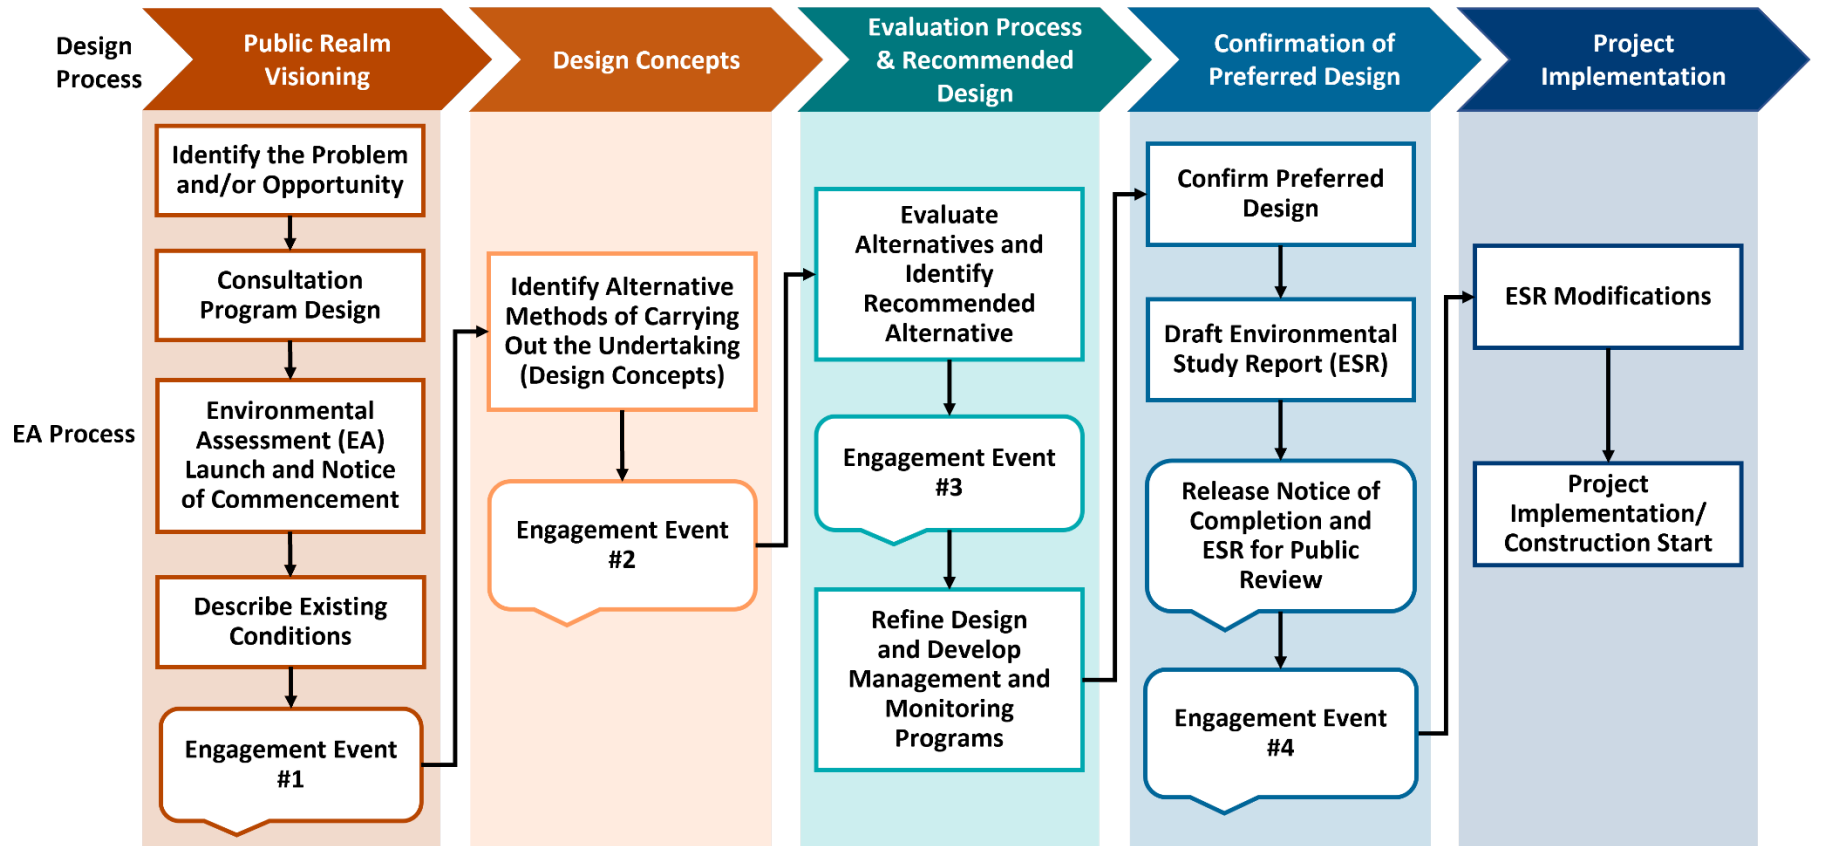 Design
Process
Public Realm
Visioning
Design Concepts
Evaluation Process
& Recommended
Design
Confirmation of
Preferred Design
Project
Implementation
EA Process
Identify the Problem
and/or Opportunity
Consultation
Program Design
Environmental
Assessment (EA)
Launch and Notice
of Commencement
Describe Existing
Conditions
Engagement Event
#1
Identify Alternative
Methods of Carrying
Out the Undertaking
(Design Concepts)
Engagement Event
#2
Evaluate
Alternatives and
Identify
Recommended
Alternative
Engagement Event
#3
Refine Design
and Develop
Management and
Monitoring
Programs
Confirm Preferred
Design
Draft Environmental
Study Report (ESR)
Release Notice of
Completion and
ESR for Public
Review
Engagement Event
#4
ESR Modifications
Project
Implementation/
Construction Start